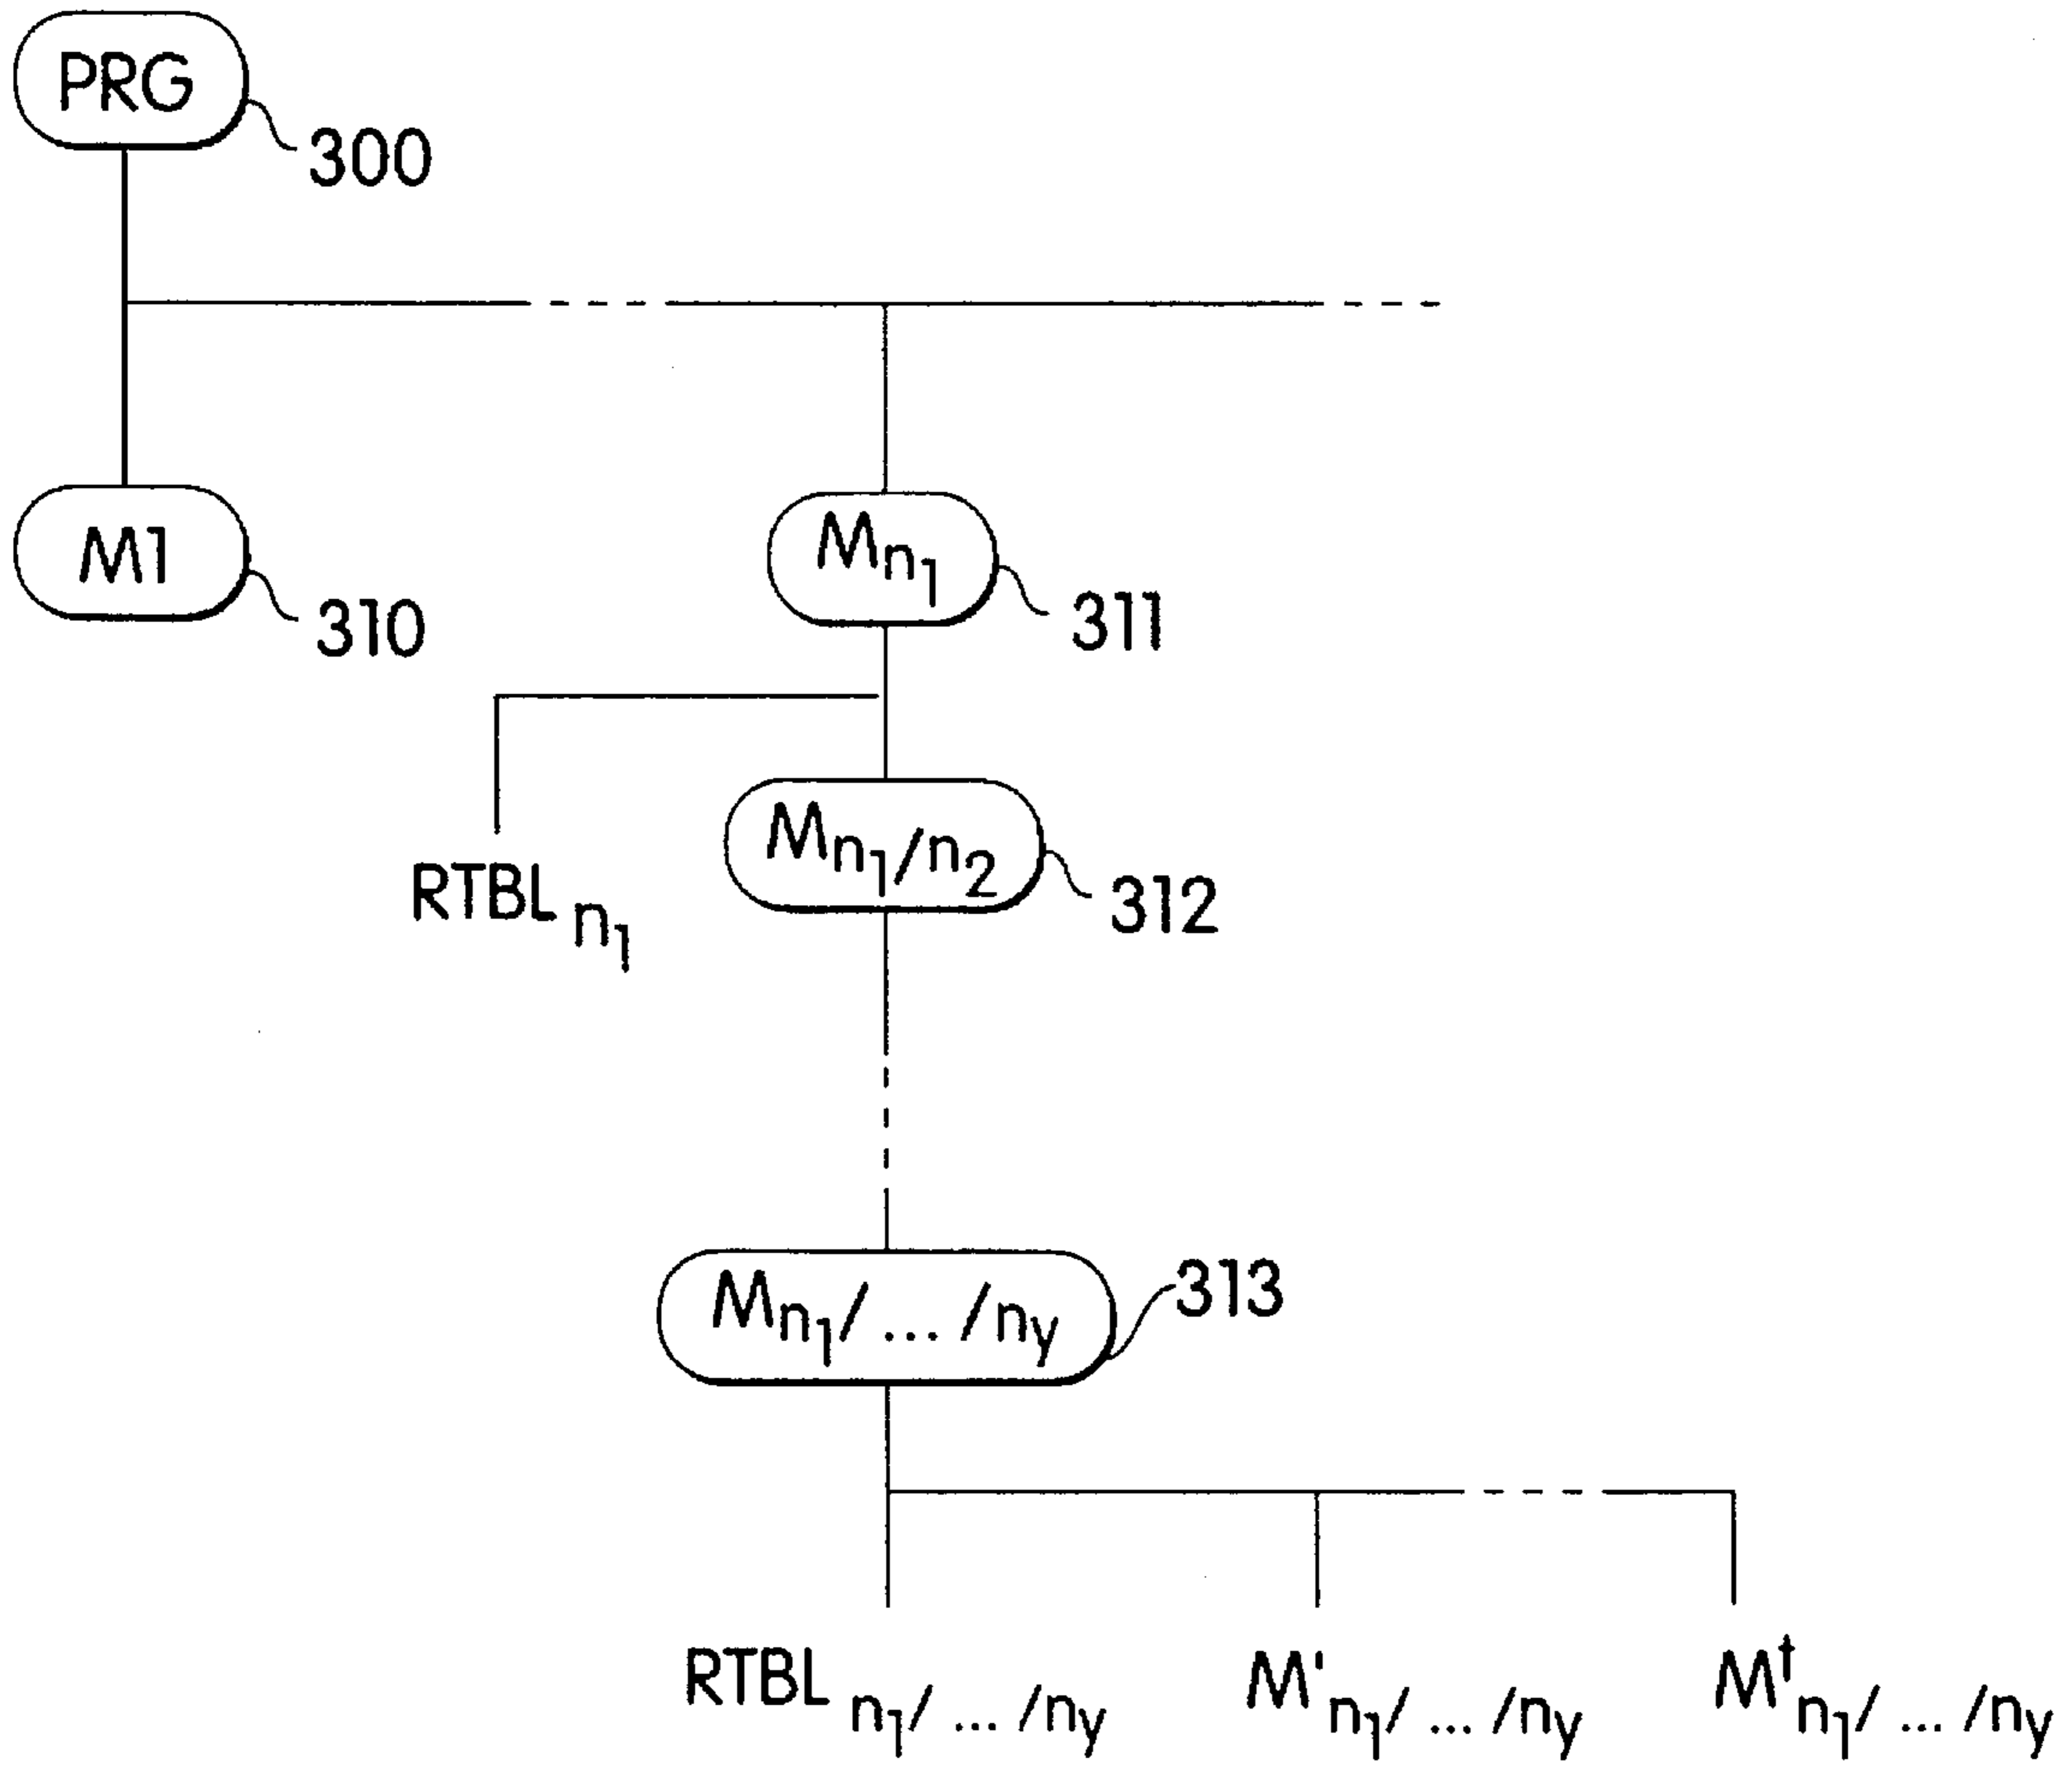 PRG
300
M1
310
Mn1
311
Mn1/n2
312
RTBL n1
Mn1/ ... /ny
313
RTBL n1/ ... /ny
M' n1/ ... /ny
M† n1/ ... /ny